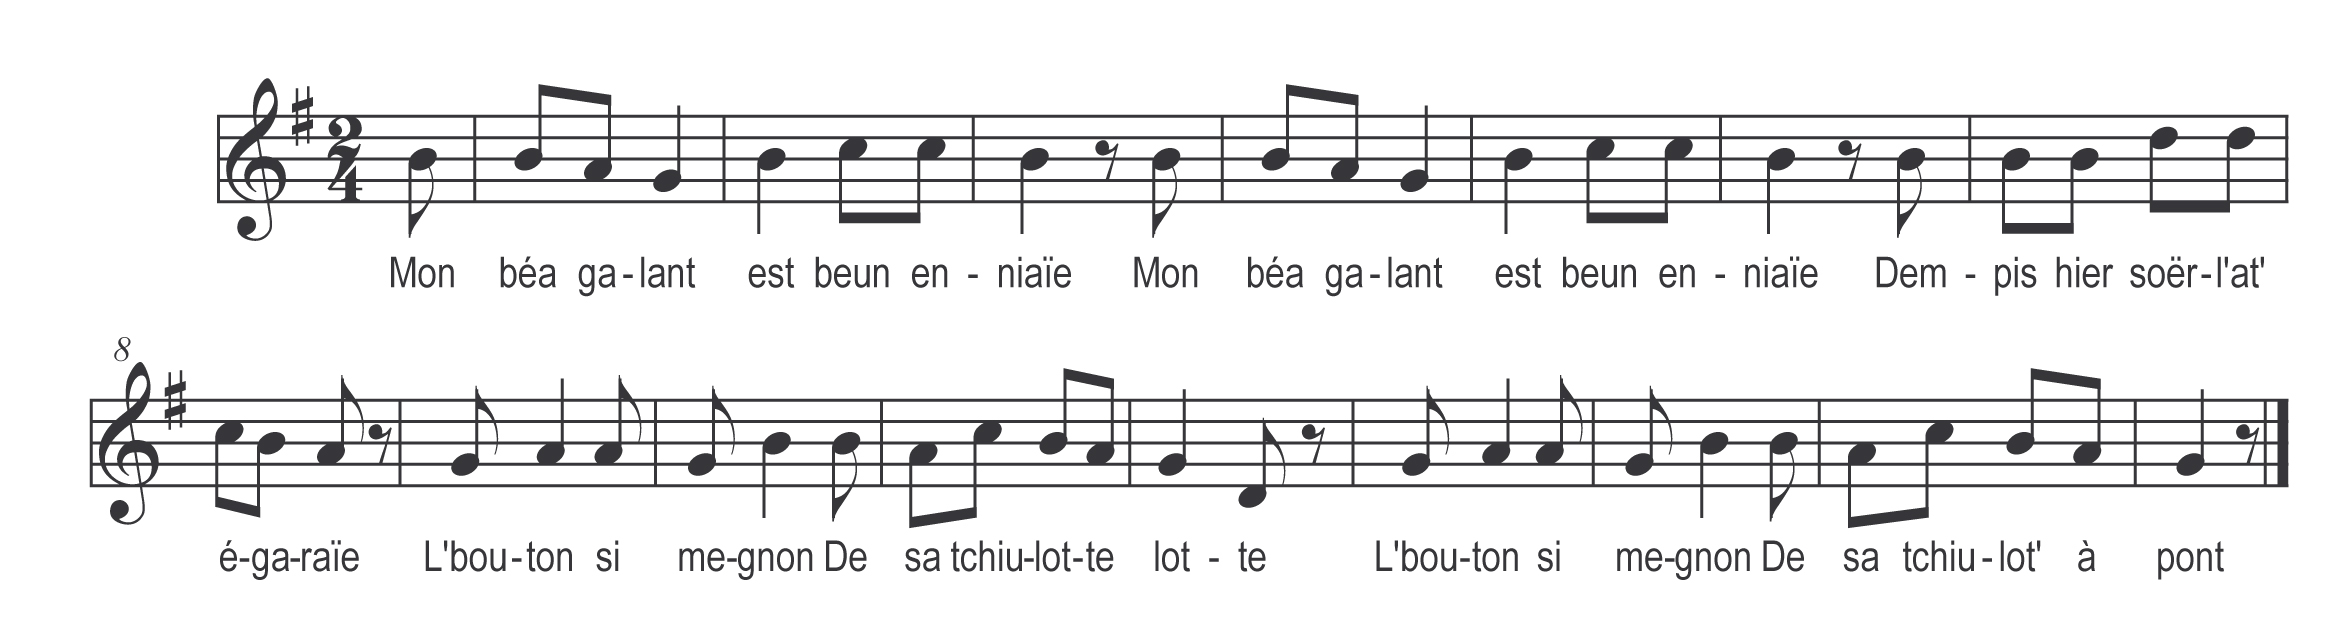 Mon béa ga-lant est beun en - niaïe Mon béa ga-lant est beun en - niaïe Dem - pis hier soër-l'at'
8
é-ga-raïe L'bou-ton si me-gnon De sa tchiu-lot-te lot - te L'bou-ton si me-gnon De sa tchiu-lot' à pont